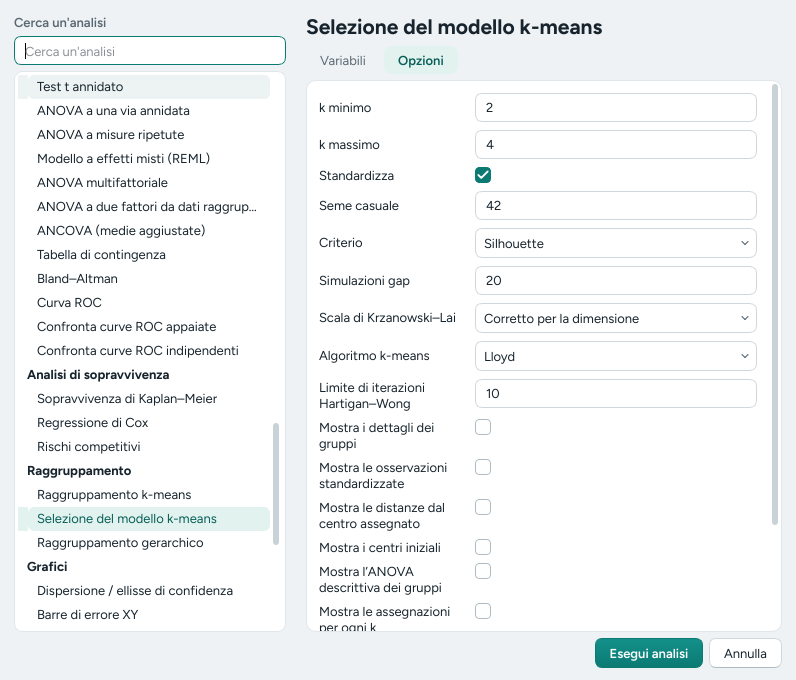 Cerca un'analisi
Cerca un'analisi
Test t annidato
ANOVA a una via annidata
ANOVA a misure ripetute
Modello a effetti misti (REML)
ANOVA multifattoriale
ANOVA a due fattori da dati raggrup...
ANCOVA (medie aggiustate)
Tabella di contingenza
Bland–Altman
Curva ROC
Confronta curve ROC appaiate
Confronta curve ROC indipendenti
Analisi di sopravvivenza
Sopravvivenza di Kaplan–Meier
Regressione di Cox
Rischi competitivi
Raggruppamento
Raggruppamento k-means
Selezione del modello k-means
Raggruppamento gerarchico
Grafici
Dispersione / ellisse di confidenza
Barre di errore XY
Selezione del modello k-means
Variabili
Opzioni
k minimo
2
k massimo
4
Standardizza
Seme casuale
42
Criterio
Silhouette
Simulazioni gap
20
Scala di Krzanowski–Lai
Corretto per la dimensione
Algoritmo k-means
Lloyd
Limite di iterazioni
Hartigan–Wong
10
Mostra i dettagli dei
gruppi
Mostra le osservazioni
standardizzate
Mostra le distanze dal
centro assegnato
Mostra i centri iniziali
Mostra l’ANOVA
descrittiva dei gruppi
Mostra le assegnazioni
per ogni k
Esegui analisi
Annulla